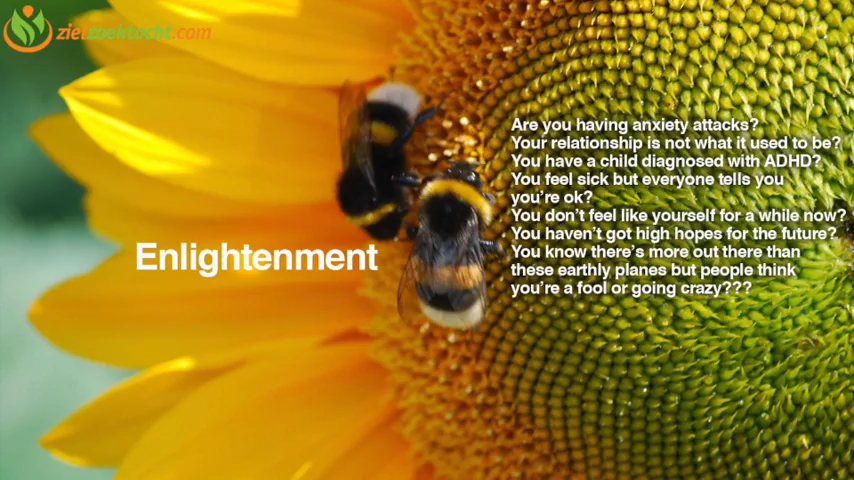 zielzoektocht.com
Enlightenment
Are you having anxiety attacks?
Your relationship is not what it used to be?
You have a child diagnosed with ADHD?
You feel sick but everyone tells you
you're ok?
You don't feel like yourself for a while now?
You haven't got high hopes for the future?
You know there's more out there than
these earthly planes but people think
you're a fool or going crazy???